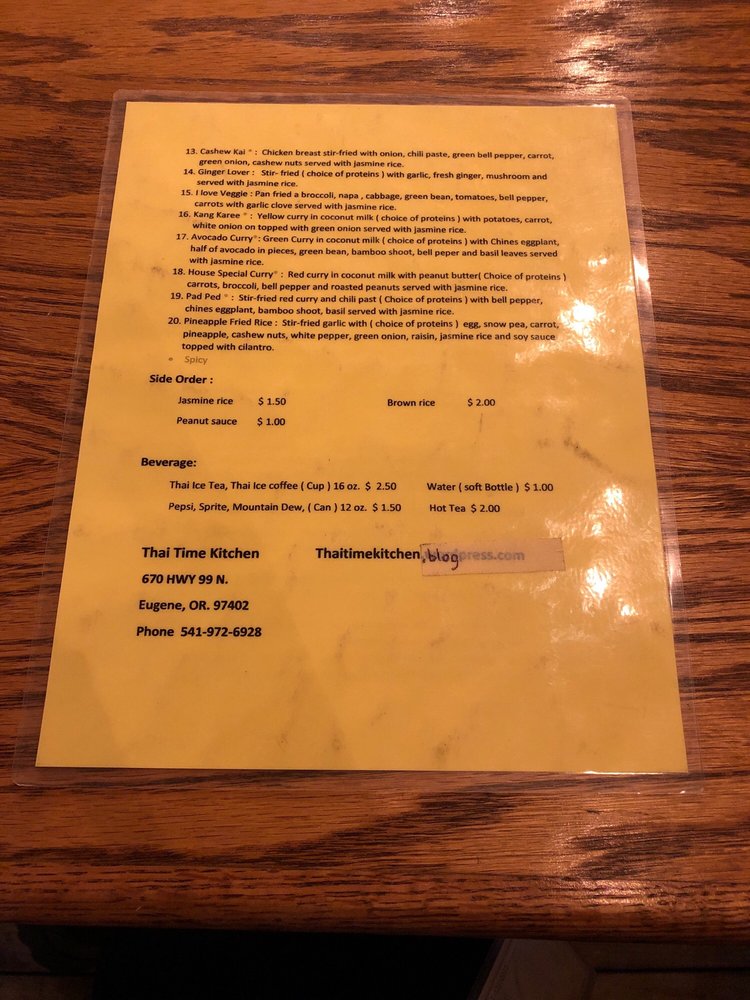 13. Cashew Kai * : Chicken breast stir-fried with onion, chili paste, green bell pepper, carrot,
green onion, cashew nuts served with jasmine rice.
14. Ginger Lover : Stir- fried ( choice of proteins ) with garlic, fresh ginger, mushroom and
served with jasmine rice.
15. I love Veggie : Pan fried a broccoli, napa , cabbage, green bean, tomatoes, bell pepper,
carrots with garlic clove served with jasmine rice.
16. Kang Karee * : Yellow curry in coconut milk ( choice of proteins ) with potatoes, carrot,
white onion on topped with green onion served with jasmine rice.
17. Avocado Curry* : Green Curry in coconut milk ( choice of proteins ) with Chines eggplant,
half of avocado in pieces, green bean, bamboo shoot, bell peper and basil leaves served
with jasmine rice.
18. House Special Curry* : Red curry in coconut milk with peanut butter( Choice of proteins )
carrots, broccoli, bell pepper and roasted peanuts served with jasmine rice.
19. Pad Ped * : Stir-fried red curry and chili past ( Choice of proteins ) with bell pepper,
chines eggplant, bamboo shoot, basil served with jasmine rice.
20. Pineapple Fried Rice : Stir-fried garlic with ( choice of proteins ) egg, snow pea, carrot,
pineapple, cashew nuts, white pepper, green onion, raisin, jasmine rice and soy sauce
topped with cilantro.
* Spicy
Side Order :
Jasmine rice $ 1.50 Brown rice $ 2.00
Peanut sauce $ 1.00
Beverage:
Thai Ice Tea, Thai Ice coffee ( Cup ) 16 oz. $ 2.50 Water ( soft Bottle ) $ 1.00
Pepsi, Sprite, Mountain Dew, ( Can ) 12 oz. $ 1.50 Hot Tea $ 2.00
Thai Time Kitchen Thaitimekitchen.blog press.com
670 HWY 99 N.
Eugene, OR. 97402
Phone 541-972-6928